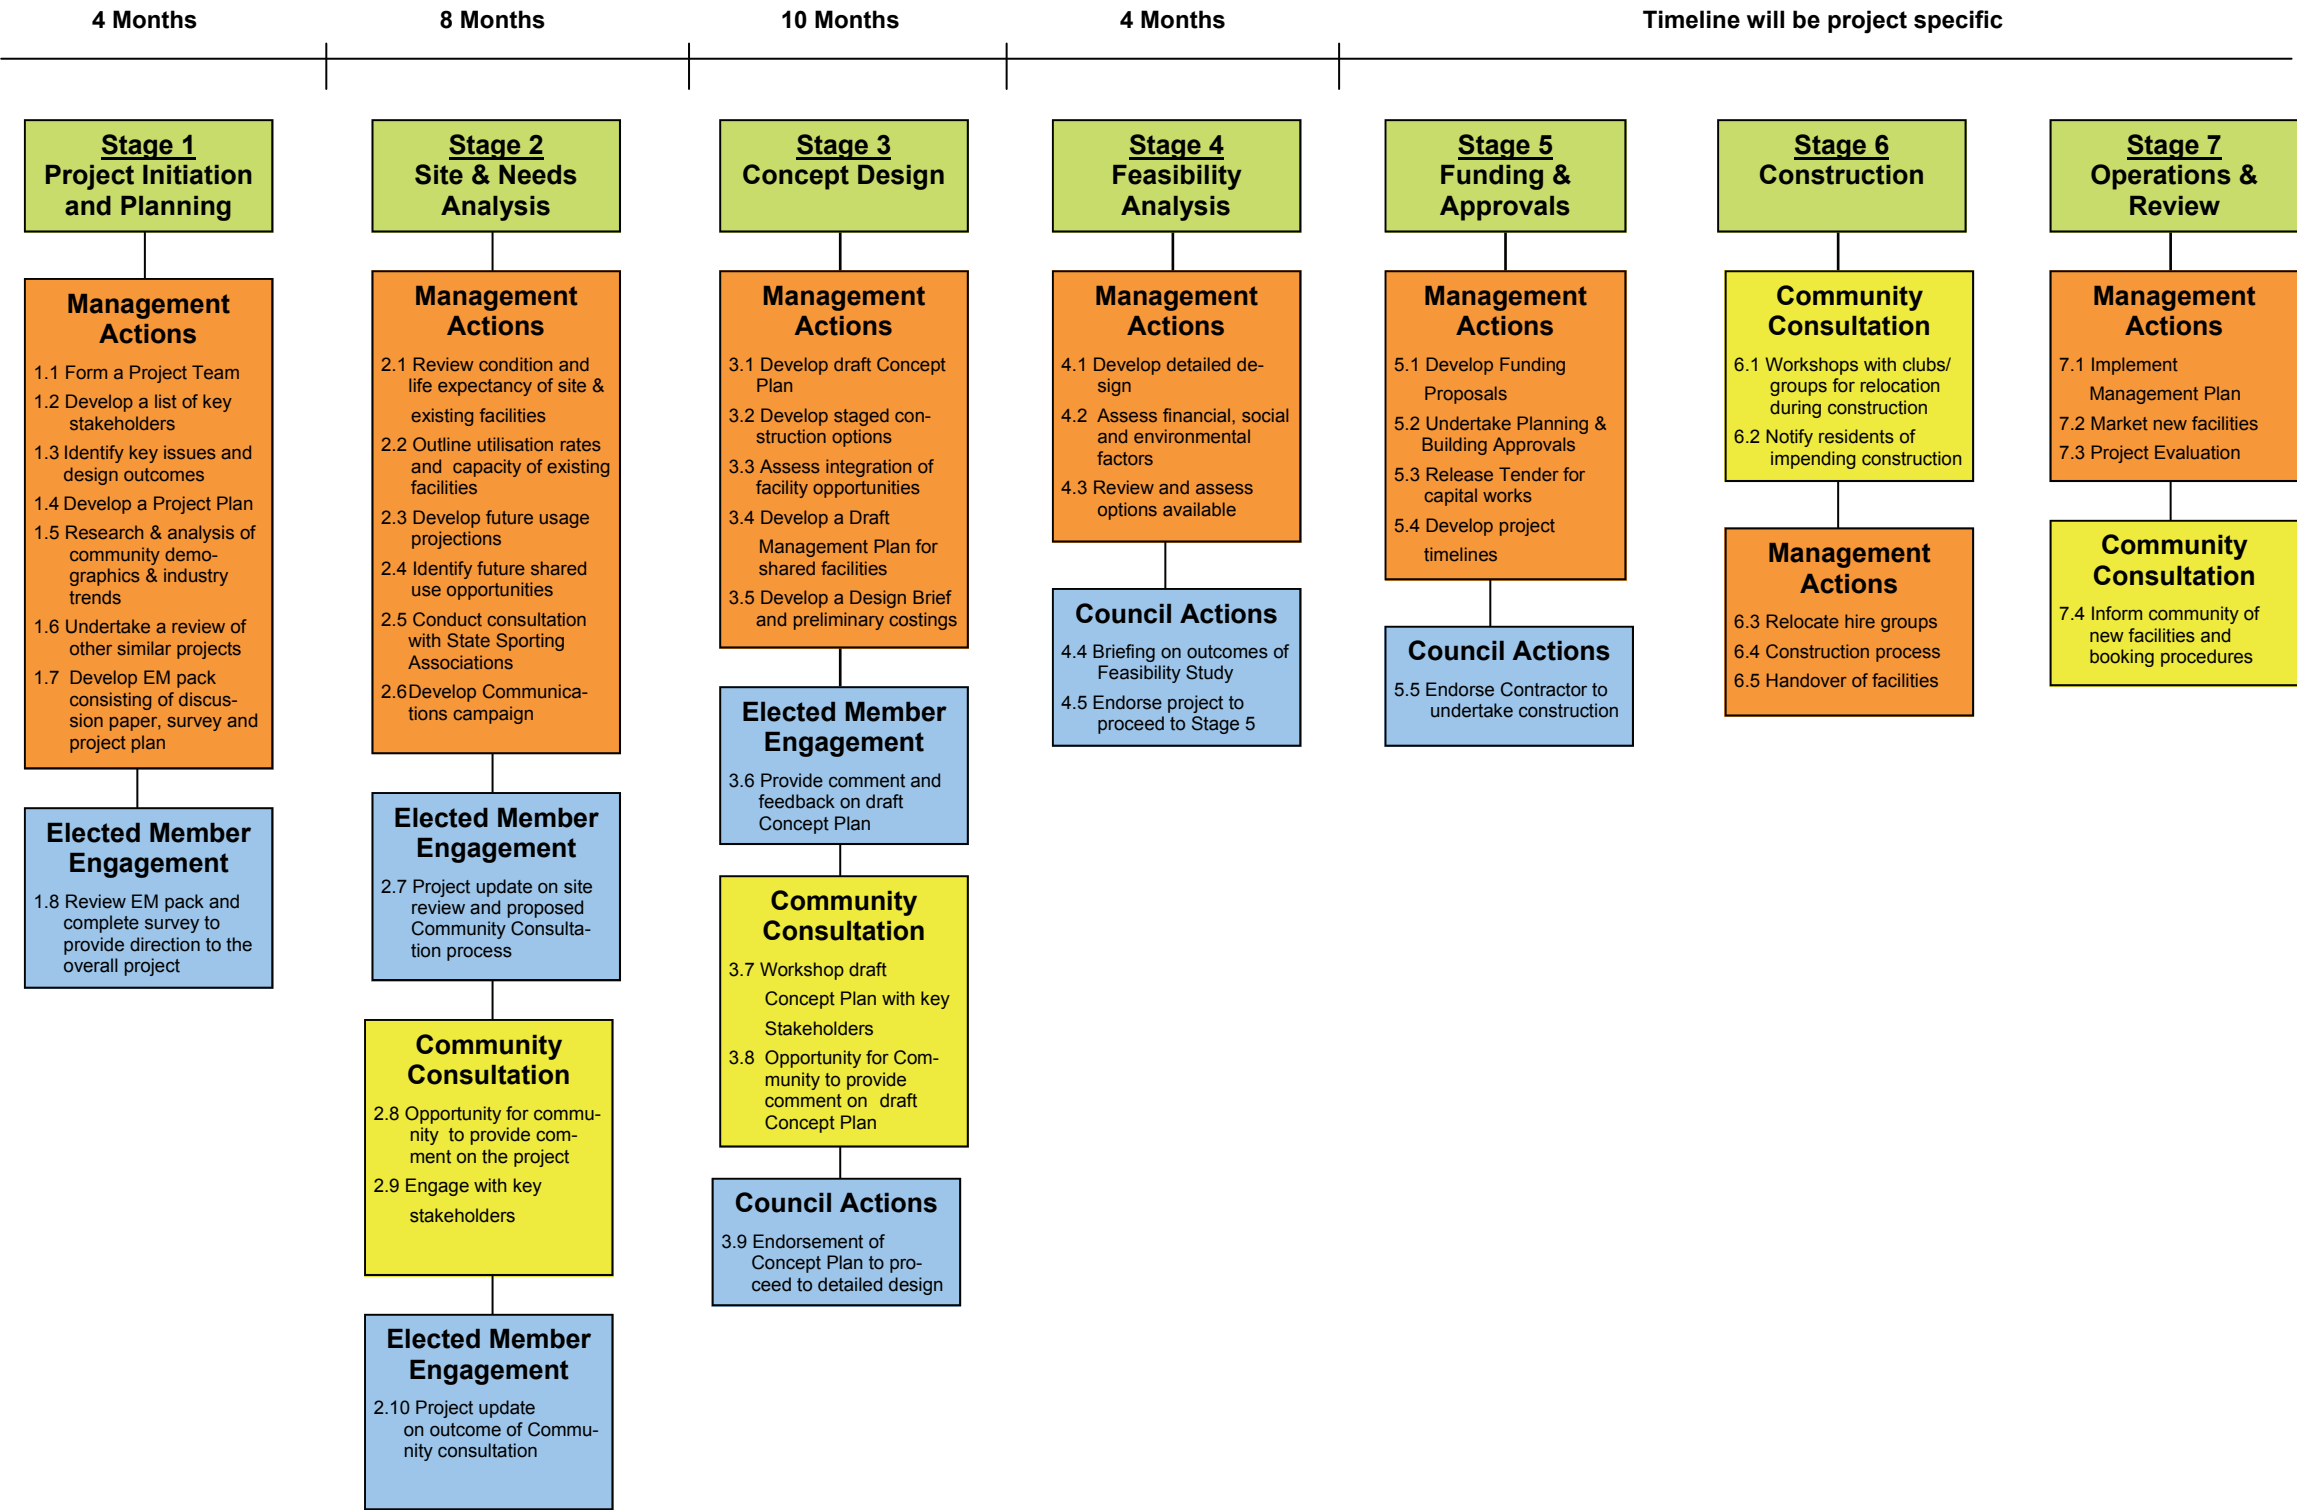 4 Months
8 Months
10 Months
4 Months
Timeline will be project specific
Stage 1
Project Initiation
and Planning
Management
Actions
1.1 Form a Project Team
1.2 Develop a list of key
stakeholders
1.3 Identify key issues and
design outcomes
1.4 Develop a Project Plan
1.5 Research & analysis of
community demo-
graphics & industry
trends
1.6 Undertake a review of
other similar projects
1.7 Develop EM pack
consisting of discus-
sion paper, survey and
project plan
Elected Member
Engagement
1.8 Review EM pack and
complete survey to
provide direction to the
overall project
Stage 2
Site & Needs
Analysis
Management
Actions
2.1 Review condition and
life expectancy of site &
existing facilities
2.2 Outline utilisation rates
and capacity of existing
facilities
2.3 Develop future usage
projections
2.4 Identify future shared
use opportunities
2.5 Conduct consultation
with State Sporting
Associations
2.6Develop Communica-
tions campaign
Elected Member
Engagement
2.7 Project update on site
review and proposed
Community Consulta-
tion process
Community
Consultation
2.8 Opportunity for commu-
nity to provide com-
ment on the project
2.9 Engage with key
stakeholders
Elected Member
Engagement
2.10 Project update
on outcome of Commu-
nity consultation
Stage 3
Concept Design
Management
Actions
3.1 Develop draft Concept
Plan
3.2 Develop staged con-
struction options
3.3 Assess integration of
facility opportunities
3.4 Develop a Draft
Management Plan for
shared facilities
3.5 Develop a Design Brief
and preliminary costings
Elected Member
Engagement
3.6 Provide comment and
feedback on draft
Concept Plan
Community
Consultation
3.7 Workshop draft
Concept Plan with key
Stakeholders
3.8 Opportunity for Com-
munity to provide
comment on draft
Concept Plan
Council Actions
3.9 Endorsement of
Concept Plan to pro-
ceed to detailed design
Stage 4
Feasibility
Analysis
Management
Actions
4.1 Develop detailed de-
sign
4.2 Assess financial, social
and environmental
factors
4.3 Review and assess
options available
Council Actions
4.4 Briefing on outcomes of
Feasibility Study
4.5 Endorse project to
proceed to Stage 5
Stage 5
Funding &
Approvals
Management
Actions
5.1 Develop Funding
Proposals
5.2 Undertake Planning &
Building Approvals
5.3 Release Tender for
capital works
5.4 Develop project
timelines
Council Actions
5.5 Endorse Contractor to
undertake construction
Stage 6
Construction
Community
Consultation
6.1 Workshops with clubs/
groups for relocation
during construction
6.2 Notify residents of
impending construction
Management
Actions
6.3 Relocate hire groups
6.4 Construction process
6.5 Handover of facilities
Stage 7
Operations &
Review
Management
Actions
7.1 Implement
Management Plan
7.2 Market new facilities
7.3 Project Evaluation
Community
Consultation
7.4 Inform community of
new facilities and
booking procedures